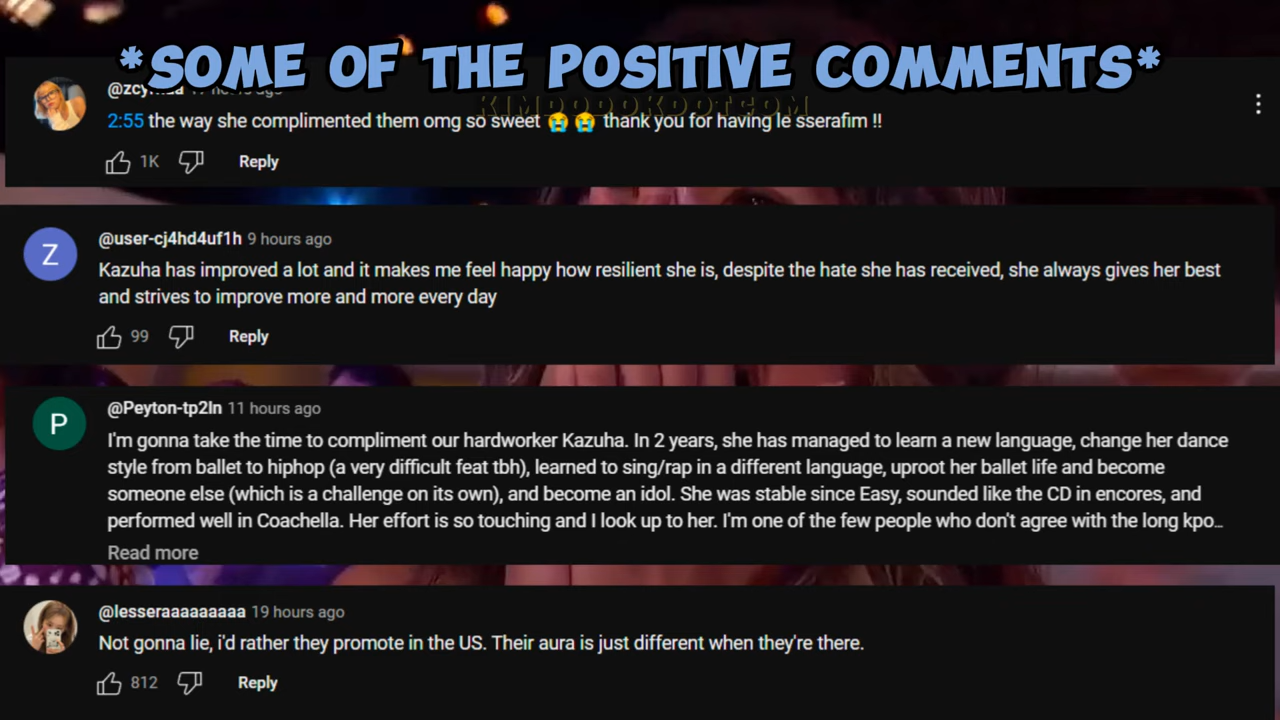 *SOME OF THE POSITIVE COMMENTS*
KIMDODOKDOT.COM
2:55 the way she complimented them omg so sweet 😭 😭 thank you for having le sserafim !!
1K Reply
Z
@user-cj4hd4uf1h 9 hours ago
Kazuha has improved a lot and it makes me feel happy how resilient she is, despite the hate she has received, she always gives her best
and strives to improve more and more every day
99 Reply
P
@Peyton-tp2ln 11 hours ago
I'm gonna take the time to compliment our hardworker Kazuha. In 2 years, she has managed to learn a new language, change her dance
style from ballet to hiphop (a very difficult feat tbh), learned to sing/rap in a different language, uproot her ballet life and become
someone else (which is a challenge on its own), and become an idol. She was stable since Easy, sounded like the CD in encores, and
performed well in Coachella. Her effort is so touching and I look up to her. I'm one of the few people who don't agree with the long kpo...
Read more
@lesseraaaaaaaaa 19 hours ago
Not gonna lie, i'd rather they promote in the US. Their aura is just different when they're there.
812 Reply